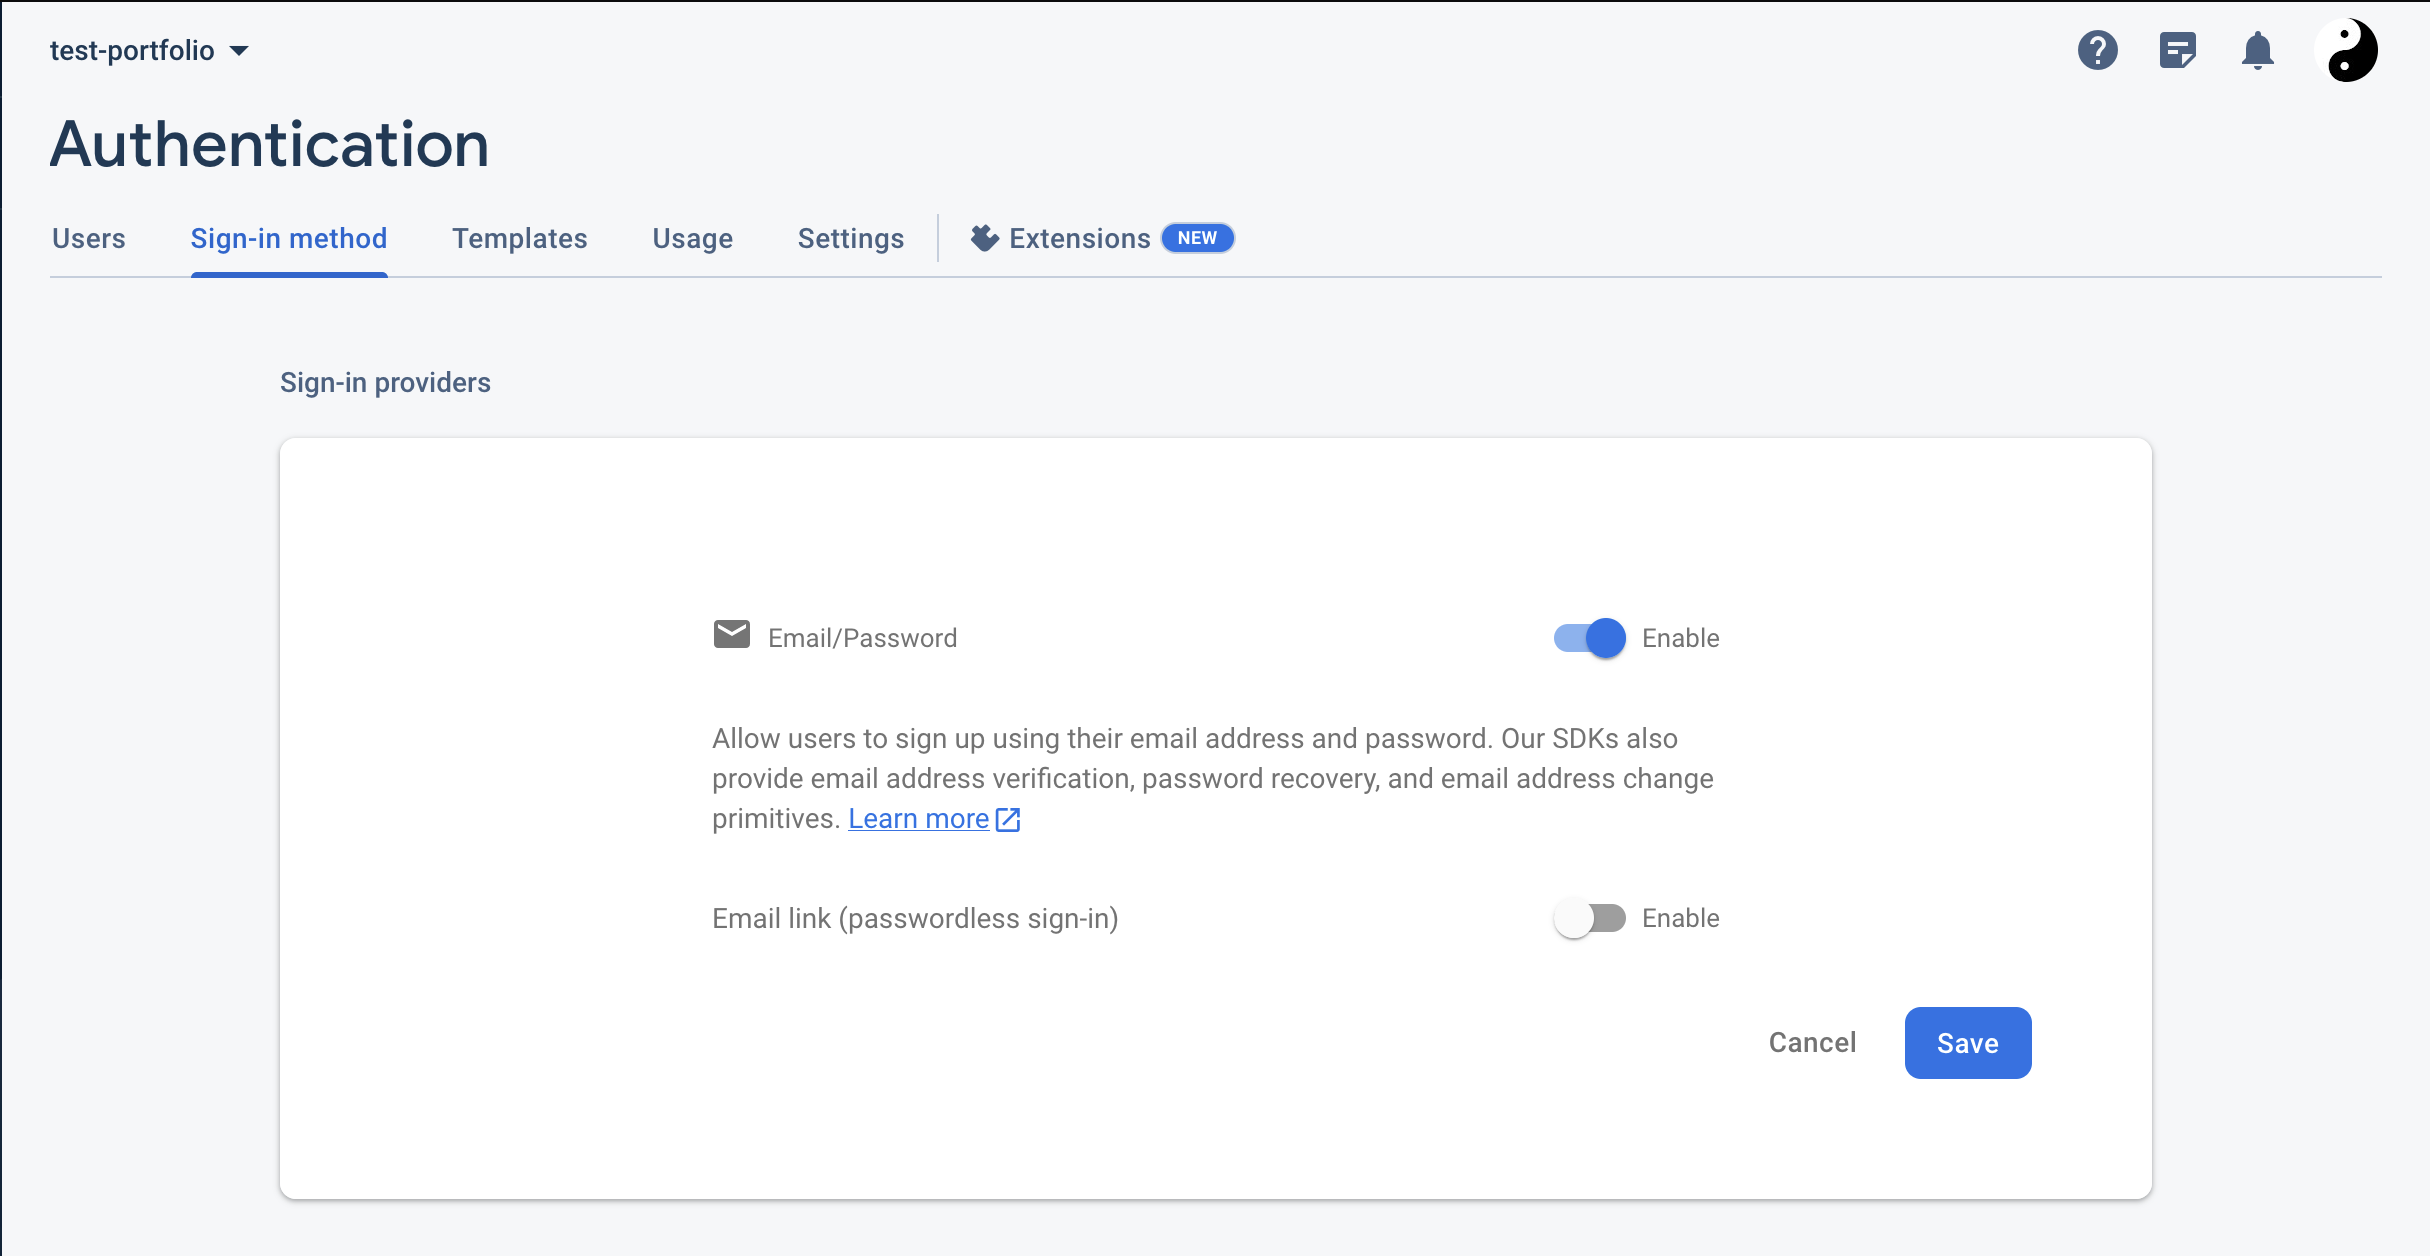 test-portfolio
Authentication
Users Sign-in method Templates Usage Settings Extensions NEW
Sign-in providers
Email/Password Enable
Allow users to sign up using their email address and password. Our SDKs also
provide email address verification, password recovery, and email address change
primitives. Learn more
Email link (passwordless sign-in) Enable
Cancel Save